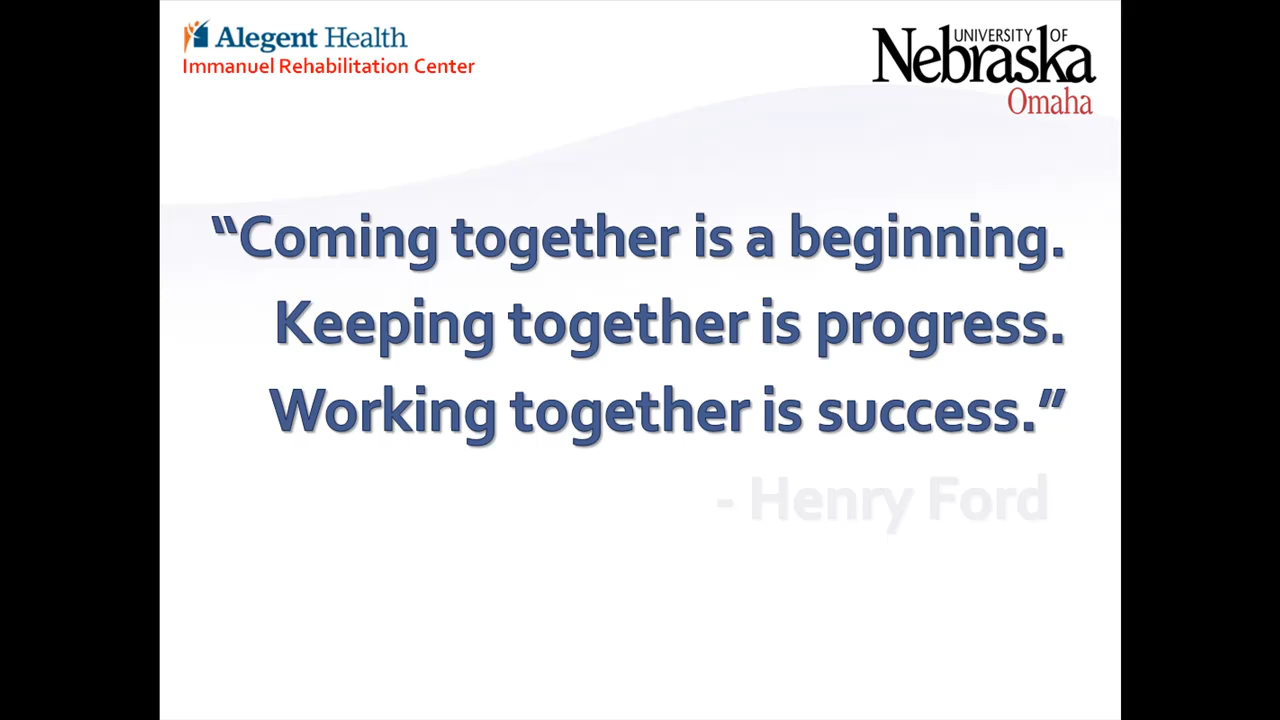 Alegent Health
Immanuel Rehabilitation Center
UNIVERSITY OF
Nebraska
Omaha
“Coming together is a beginning.
Keeping together is progress.
Working together is success.”
- Henry Ford